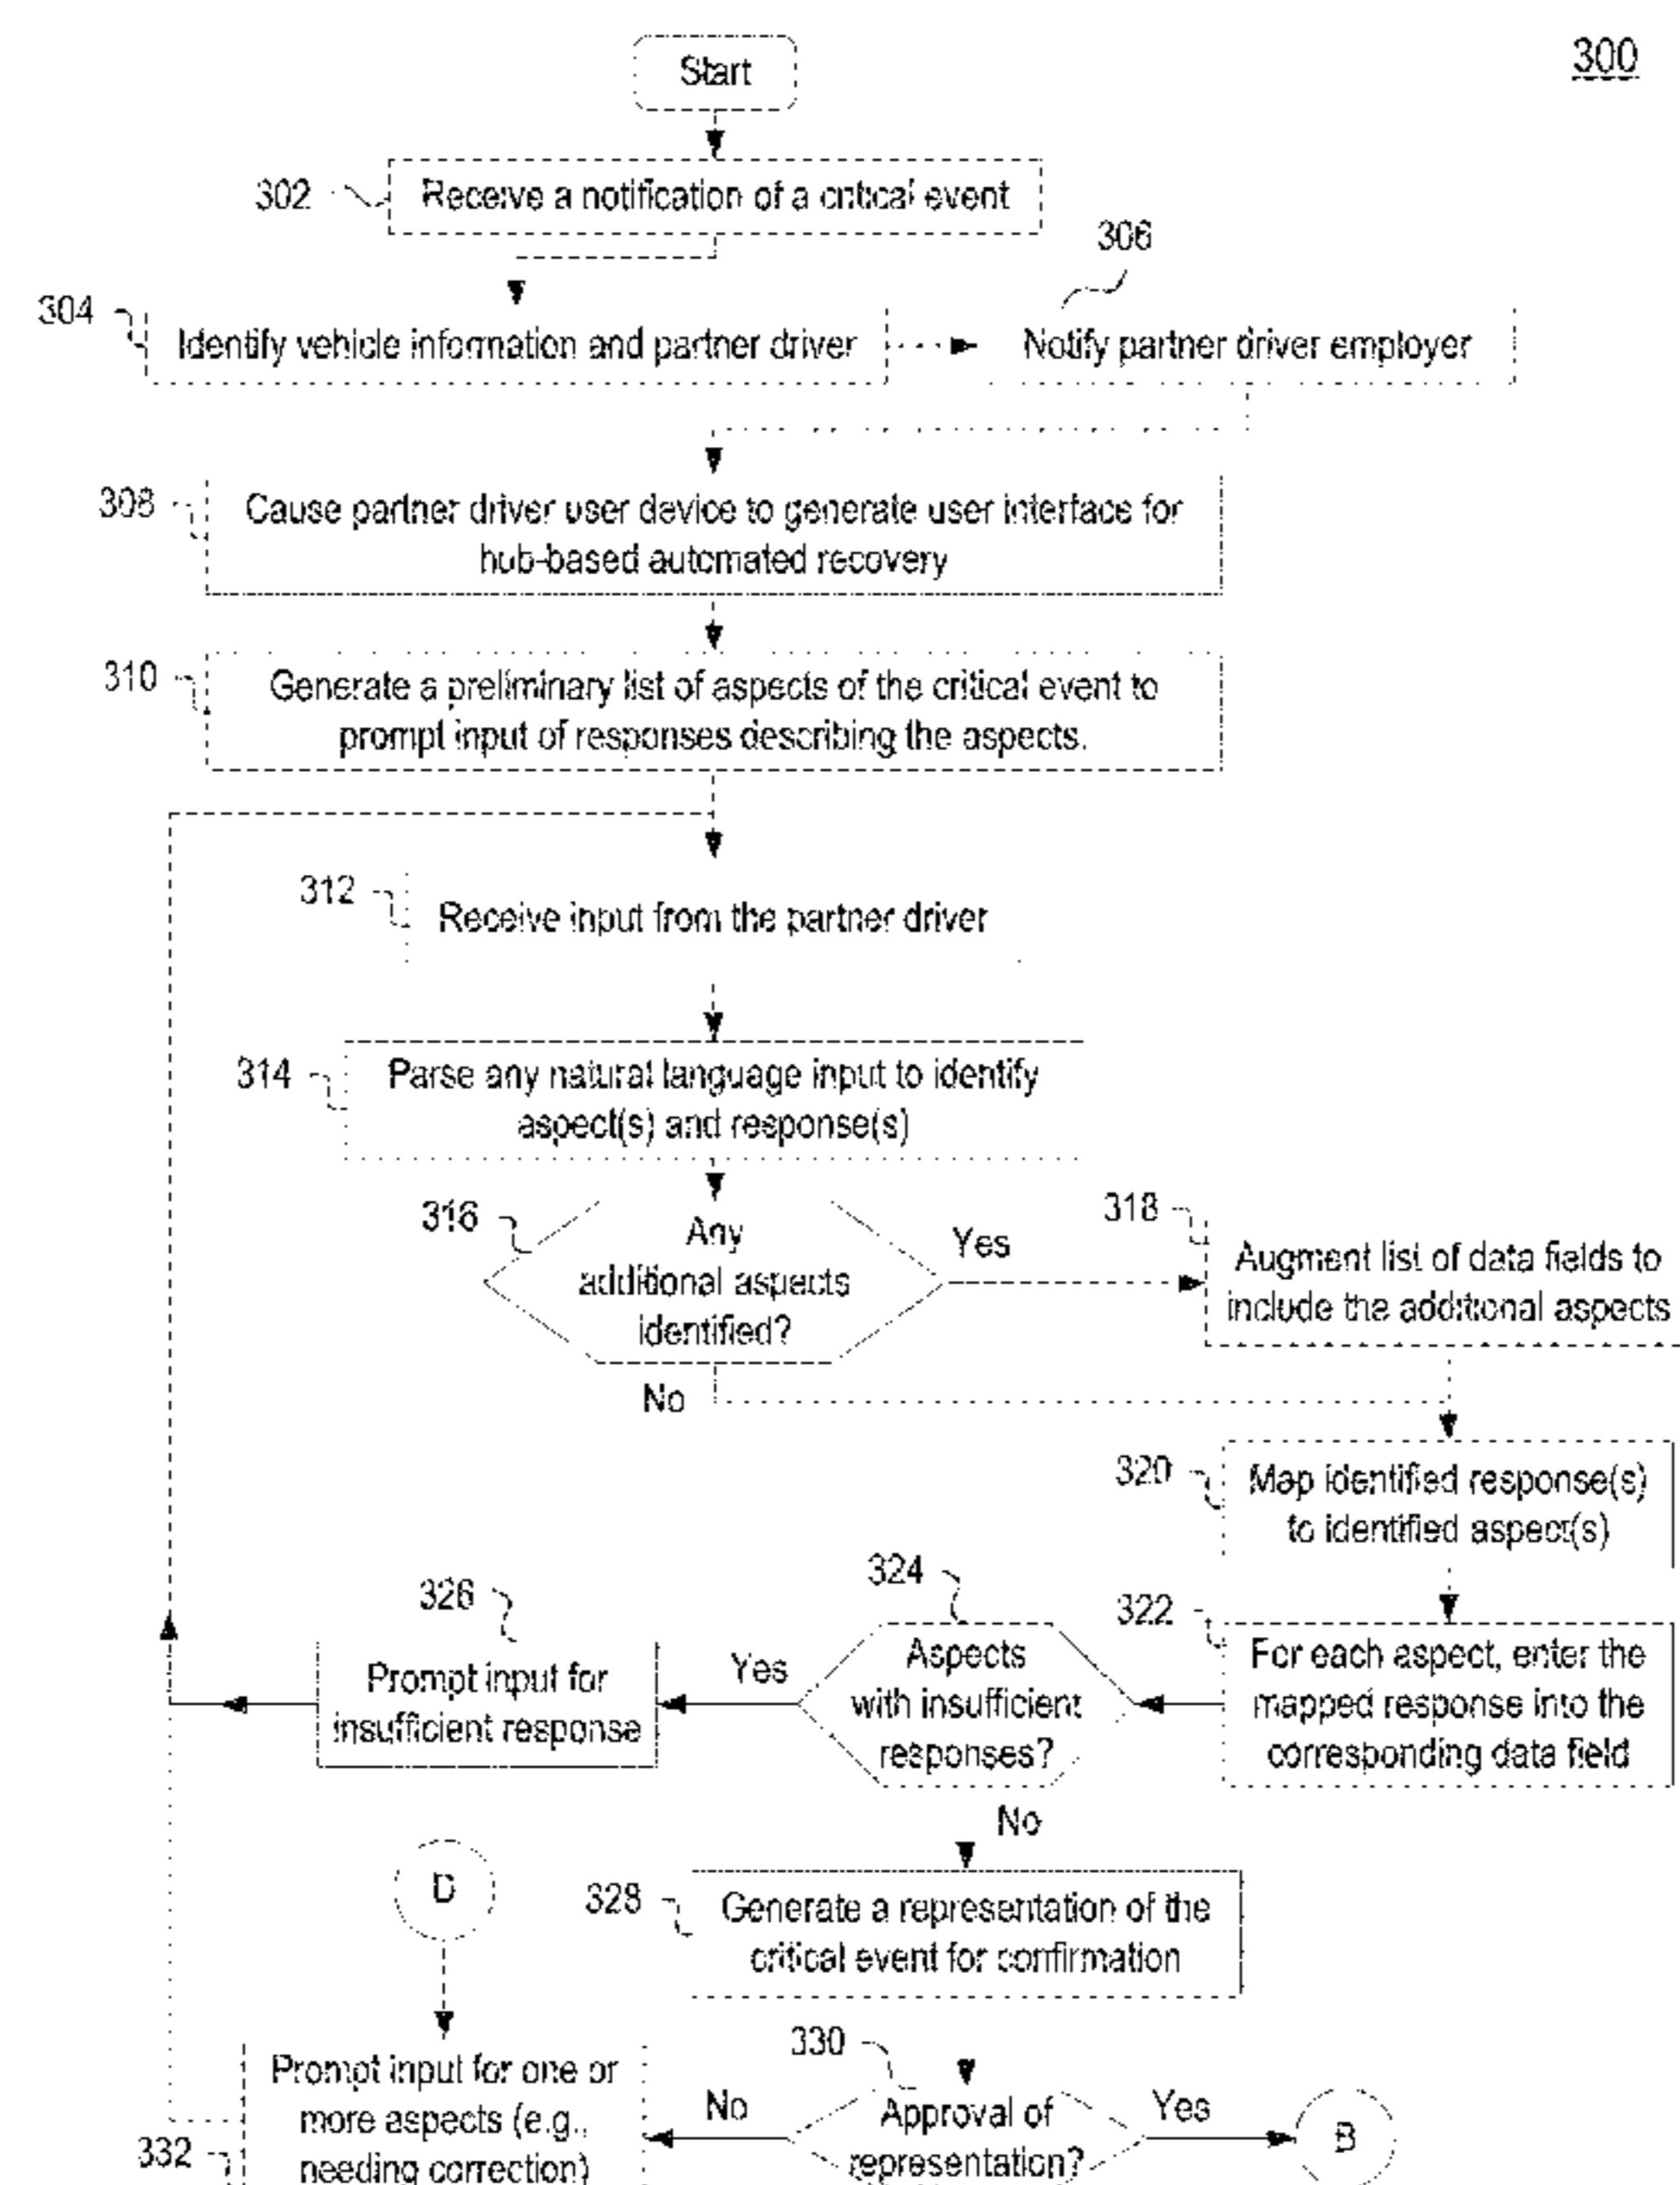 300
Start
302
Receive a notification of a critical event
306
304
Identify vehicle information and partner driver
Notify partner driver employer
308
Cause partner driver user device to generate user interface for
hub-based automated recovery
310
Generate a preliminary list of aspects of the critical event to
prompt input of responses describing the aspects.
312
Receive input from the partner driver
314
Parse any natural language input to identify
aspect(s) and response(s)
316
Any
additional aspects
identified?
Yes
No
318
Augment list of data fields to
include the additional aspects
320
Map identified response(s)
to identified aspect(s)
322
For each aspect, enter the
mapped response into the
corresponding data field
324
Aspects
with insufficient
responses?
Yes
No
326
Prompt input for
insufficient response
328
Generate a representation of the
critical event for confirmation
D
330
Approval of
representation?
No
Yes
B
332
Prompt input for one or
more aspects (e.g.,
needing correction)